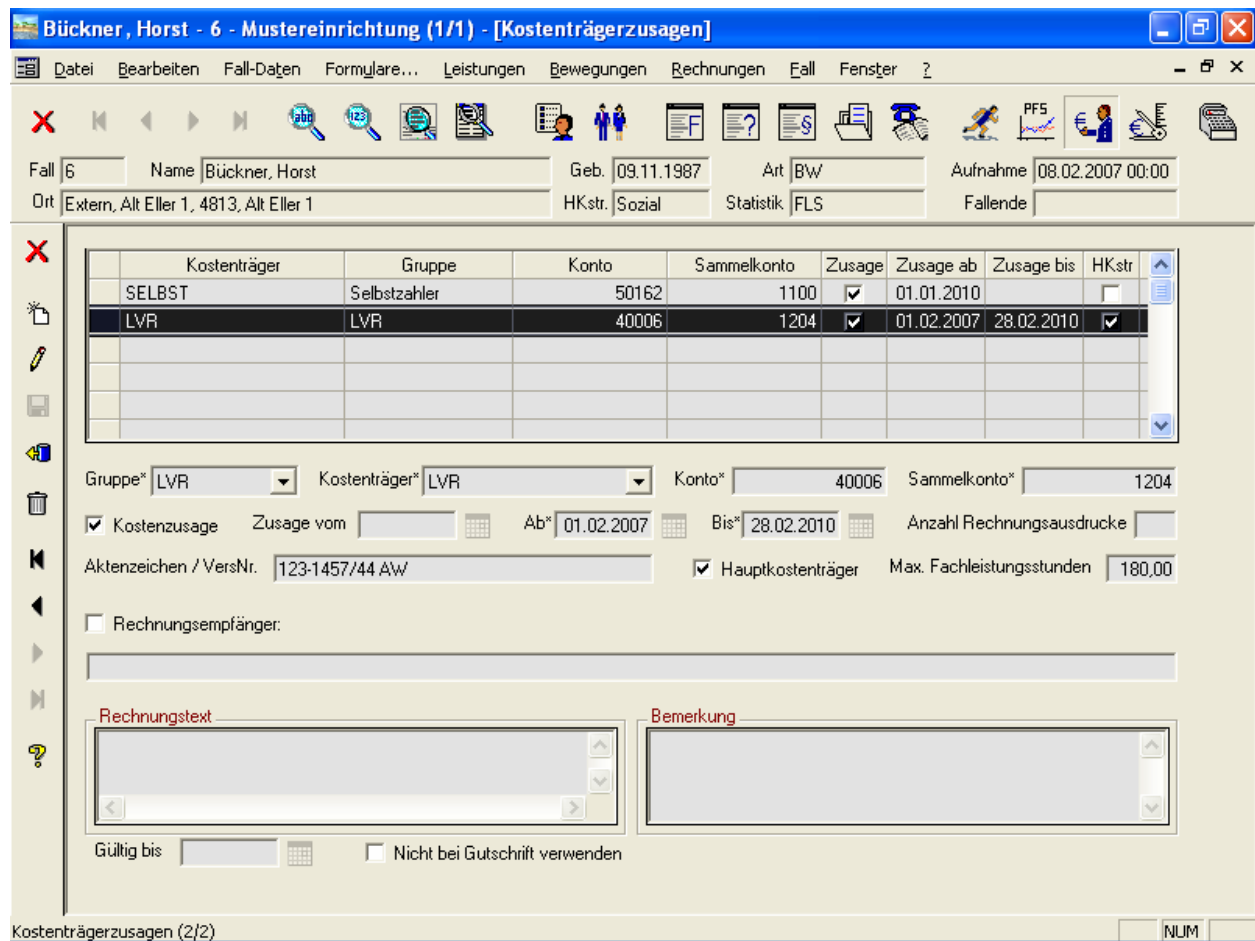 Bückner, Horst - 6 - Mustereinrichtung (1/1) - [Kostenträgerzusagen]
Datei Bearbeiten Fall-Daten Formulare... Leistungen Bewegungen Rechnungen Fall Fenster ?
abc 123 F ? § PFS €
Fall 6 Name Bückner, Horst Geb. 09.11.1987 Art BW Aufnahme 08.02.2007 00:00
Ort Extern, Alt Eller 1, 4813, Alt Eller 1 HKstr. Sozial Statistik FLS Fallende
Kostenträger Gruppe Konto Sammelkonto Zusage Zusage ab Zusage bis HKstr
SELBST Selbstzahler 50162 1100 01.01.2010
LVR LVR 40006 1204 01.02.2007 28.02.2010
Gruppe* LVR Kostenträger* LVR Konto* 40006 Sammelkonto* 1204
Kostenzusage Zusage vom Ab* 01.02.2007 Bis* 28.02.2010 Anzahl Rechnungsausdrucke
Aktenzeichen / VersNr. 123-1457/44 AW Hauptkostenträger Max. Fachleistungsstunden 180,00
Rechnungsempfänger:
Rechnungstext Bemerkung
Gültig bis Nicht bei Gutschrift verwenden
Kostenträgerzusagen (2/2) NUM